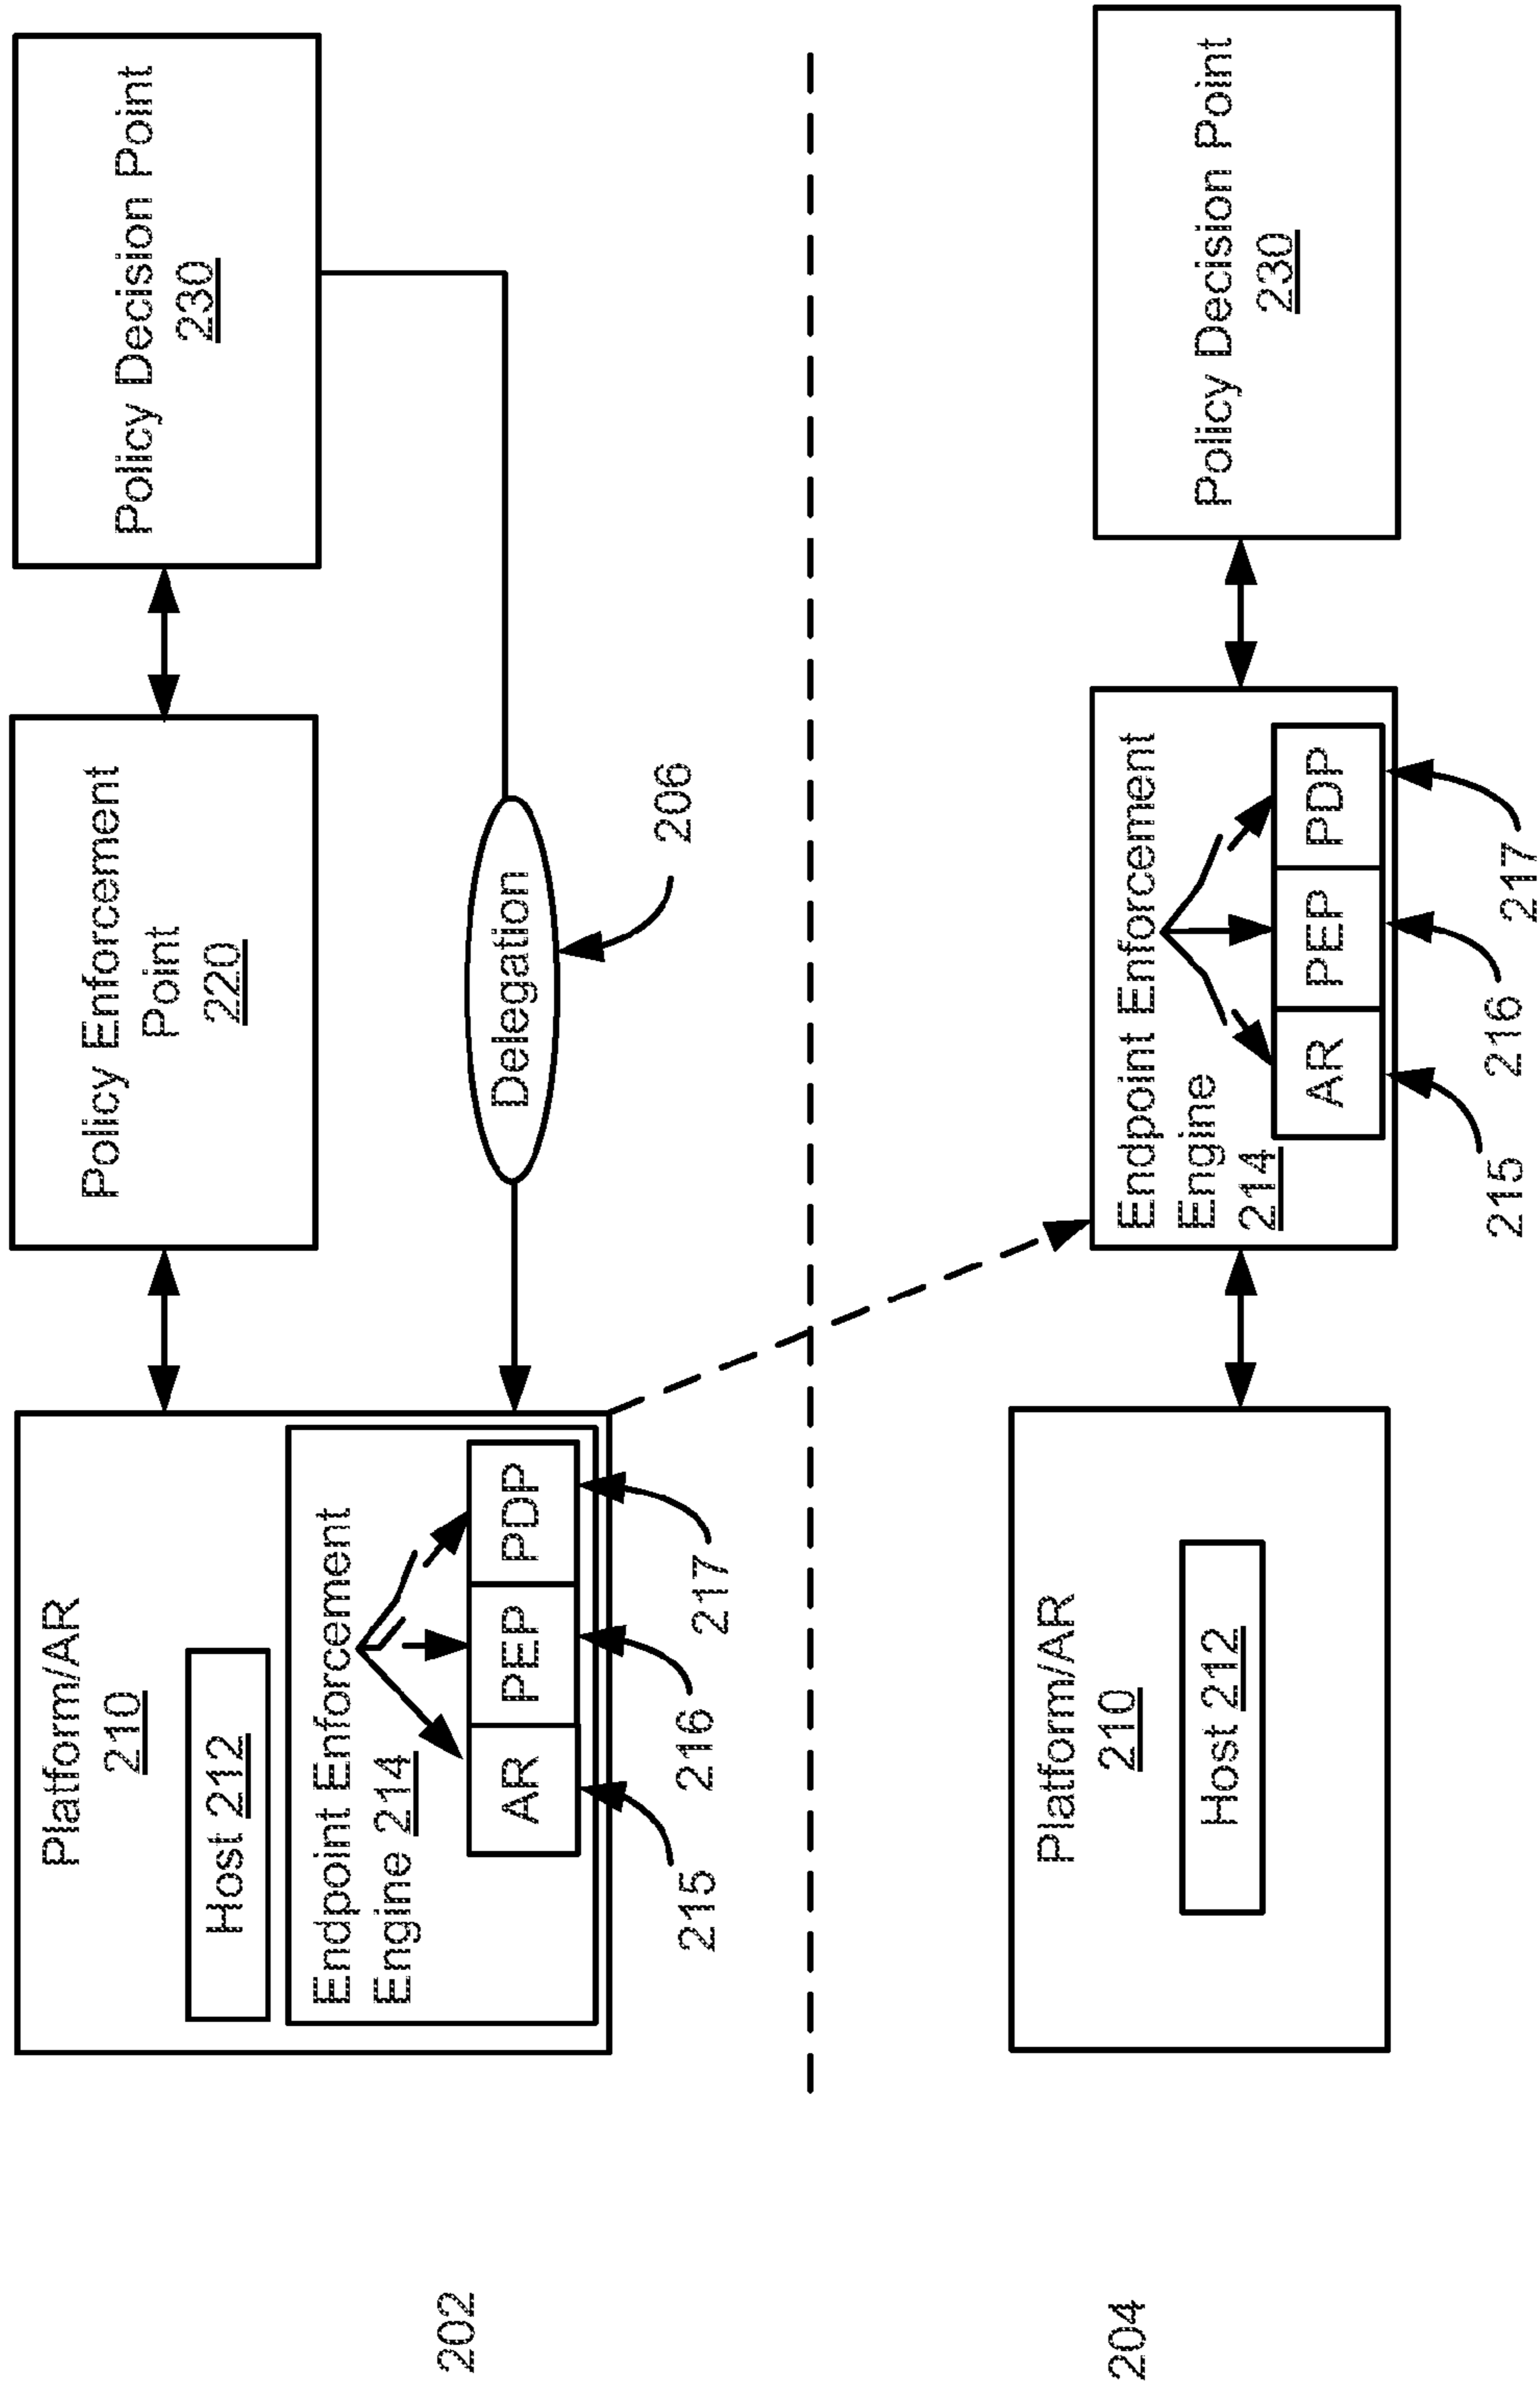 202
Platform/AR
210
Host 212
Endpoint Enforcement
Engine 214
AR
PEP
PDP
215
216
217
Policy Enforcement
Point
220
Policy Decision Point
230
Delegation
206
204
Platform/AR
210
Host 212
Endpoint Enforcement
Engine
214
AR
PEP
PDP
215
216
217
Policy Decision Point
230